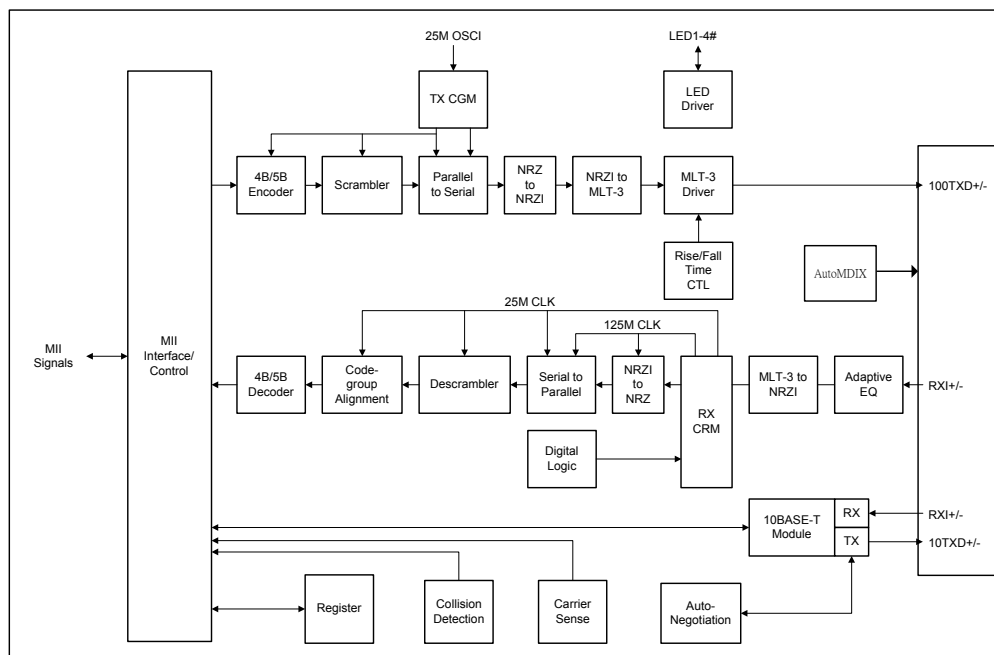 25M OSCI
LED1-4#
TX CGM
LED
Driver
4B/5B
Encoder
Scrambler
Parallel
to Serial
NRZ
to
NRZI
NRZI to
MLT-3
MLT-3
Driver
100TXD+/-
Rise/Fall
Time
CTL
AutoMDIX
25M CLK
125M CLK
MII
Signals
MII
Interface/
Control
4B/5B
Decoder
Code-
group
Alignment
Descrambler
Serial to
Parallel
NRZI
to
NRZ
RX
CRM
MLT-3 to
NRZI
Adaptive
EQ
RXI+/-
Digital
Logic
10BASE-T
Module
RX
TX
RXI+/-
10TXD+/-
Register
Collision
Detection
Carrier
Sense
Auto-
Negotiation